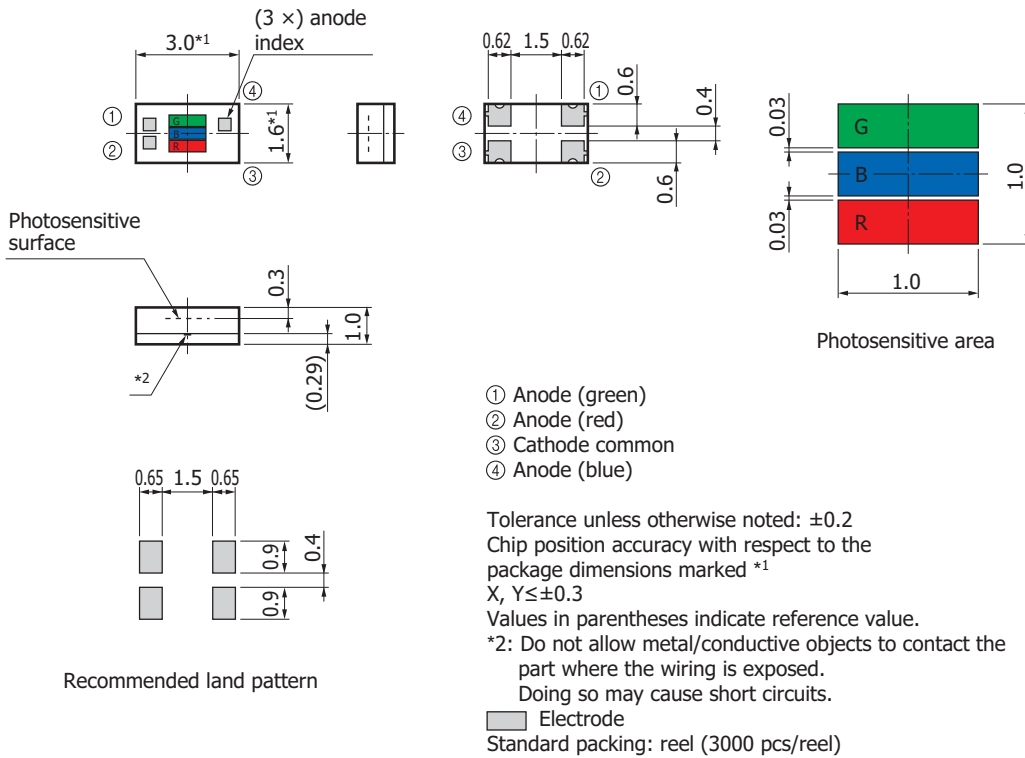 (3 ×) anode
index
3.0*1
④
①
②
G
B
R
1.6*1
③
0.62 1.5 0.62
④
③
①
②
0.6
0.4
0.6
0.03
0.03
G
B
R
1.0
1.0
Photosensitive area
Photosensitive
surface
0.3
1.0
(0.29)
*2
① Anode (green)
② Anode (red)
③ Cathode common
④ Anode (blue)
0.65 1.5 0.65
0.9
0.4
0.9
Recommended land pattern
Tolerance unless otherwise noted: ±0.2
Chip position accuracy with respect to the
package dimensions marked *1
X, Y≤±0.3
Values in parentheses indicate reference value.
*2: Do not allow metal/conductive objects to contact the
part where the wiring is exposed.
Doing so may cause short circuits.
Electrode
Standard packing: reel (3000 pcs/reel)